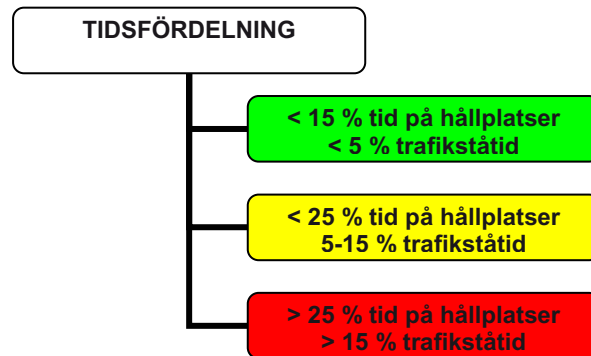 TIDSFÖRDELNING
< 15 % tid på hållplatser
< 5 % trafikståtid
< 25 % tid på hållplatser
5-15 % trafikståtid
> 25 % tid på hållplatser
> 15 % trafikståtid